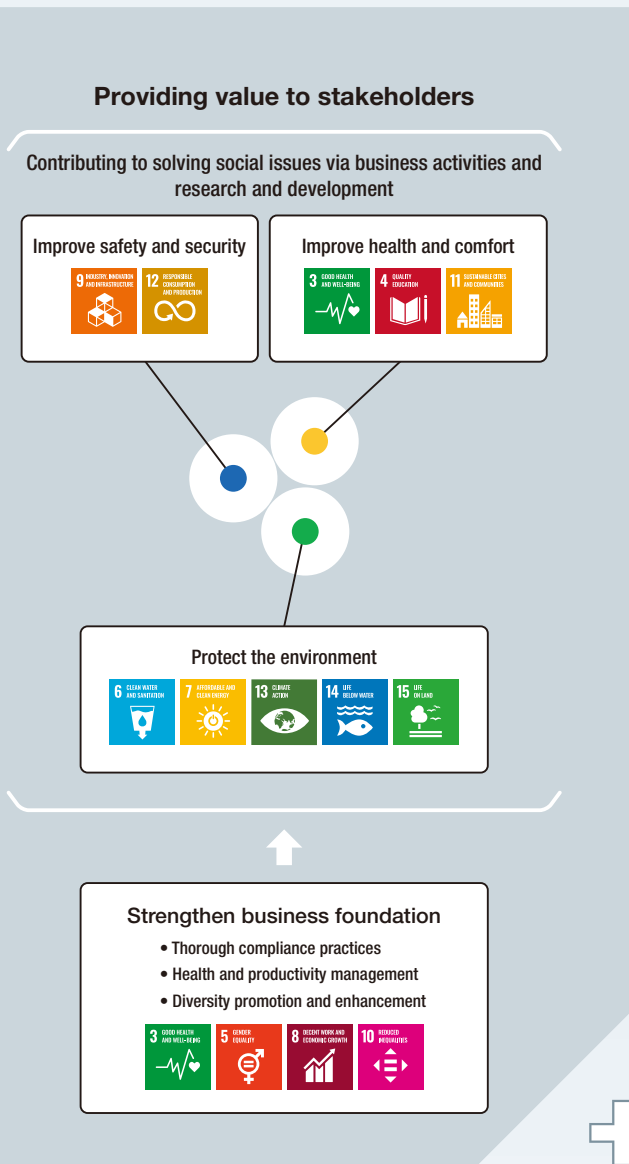 Providing value to stakeholders
Contributing to solving social issues via business activities and
research and development
Improve safety and security
9 INDUSTRY, INNOVATION
AND INFRASTRUCTURE
12 RESPONSIBLE
CONSUMPTION
AND PRODUCTION
Improve health and comfort
3 GOOD HEALTH
AND WELL-BEING
4 QUALITY
EDUCATION
11 SUSTAINABLE CITIES
AND COMMUNITIES
Protect the environment
6 CLEAN WATER
AND SANITATION
7 AFFORDABLE AND
CLEAN ENERGY
13 CLIMATE
ACTION
14 LIFE
BELOW WATER
15 LIFE
ON LAND
Strengthen business foundation
• Thorough compliance practices
• Health and productivity management
• Diversity promotion and enhancement
3 GOOD HEALTH
AND WELL-BEING
5 GENDER
EQUALITY
8 DECENT WORK AND
ECONOMIC GROWTH
10 REDUCED
INEQUALITIES